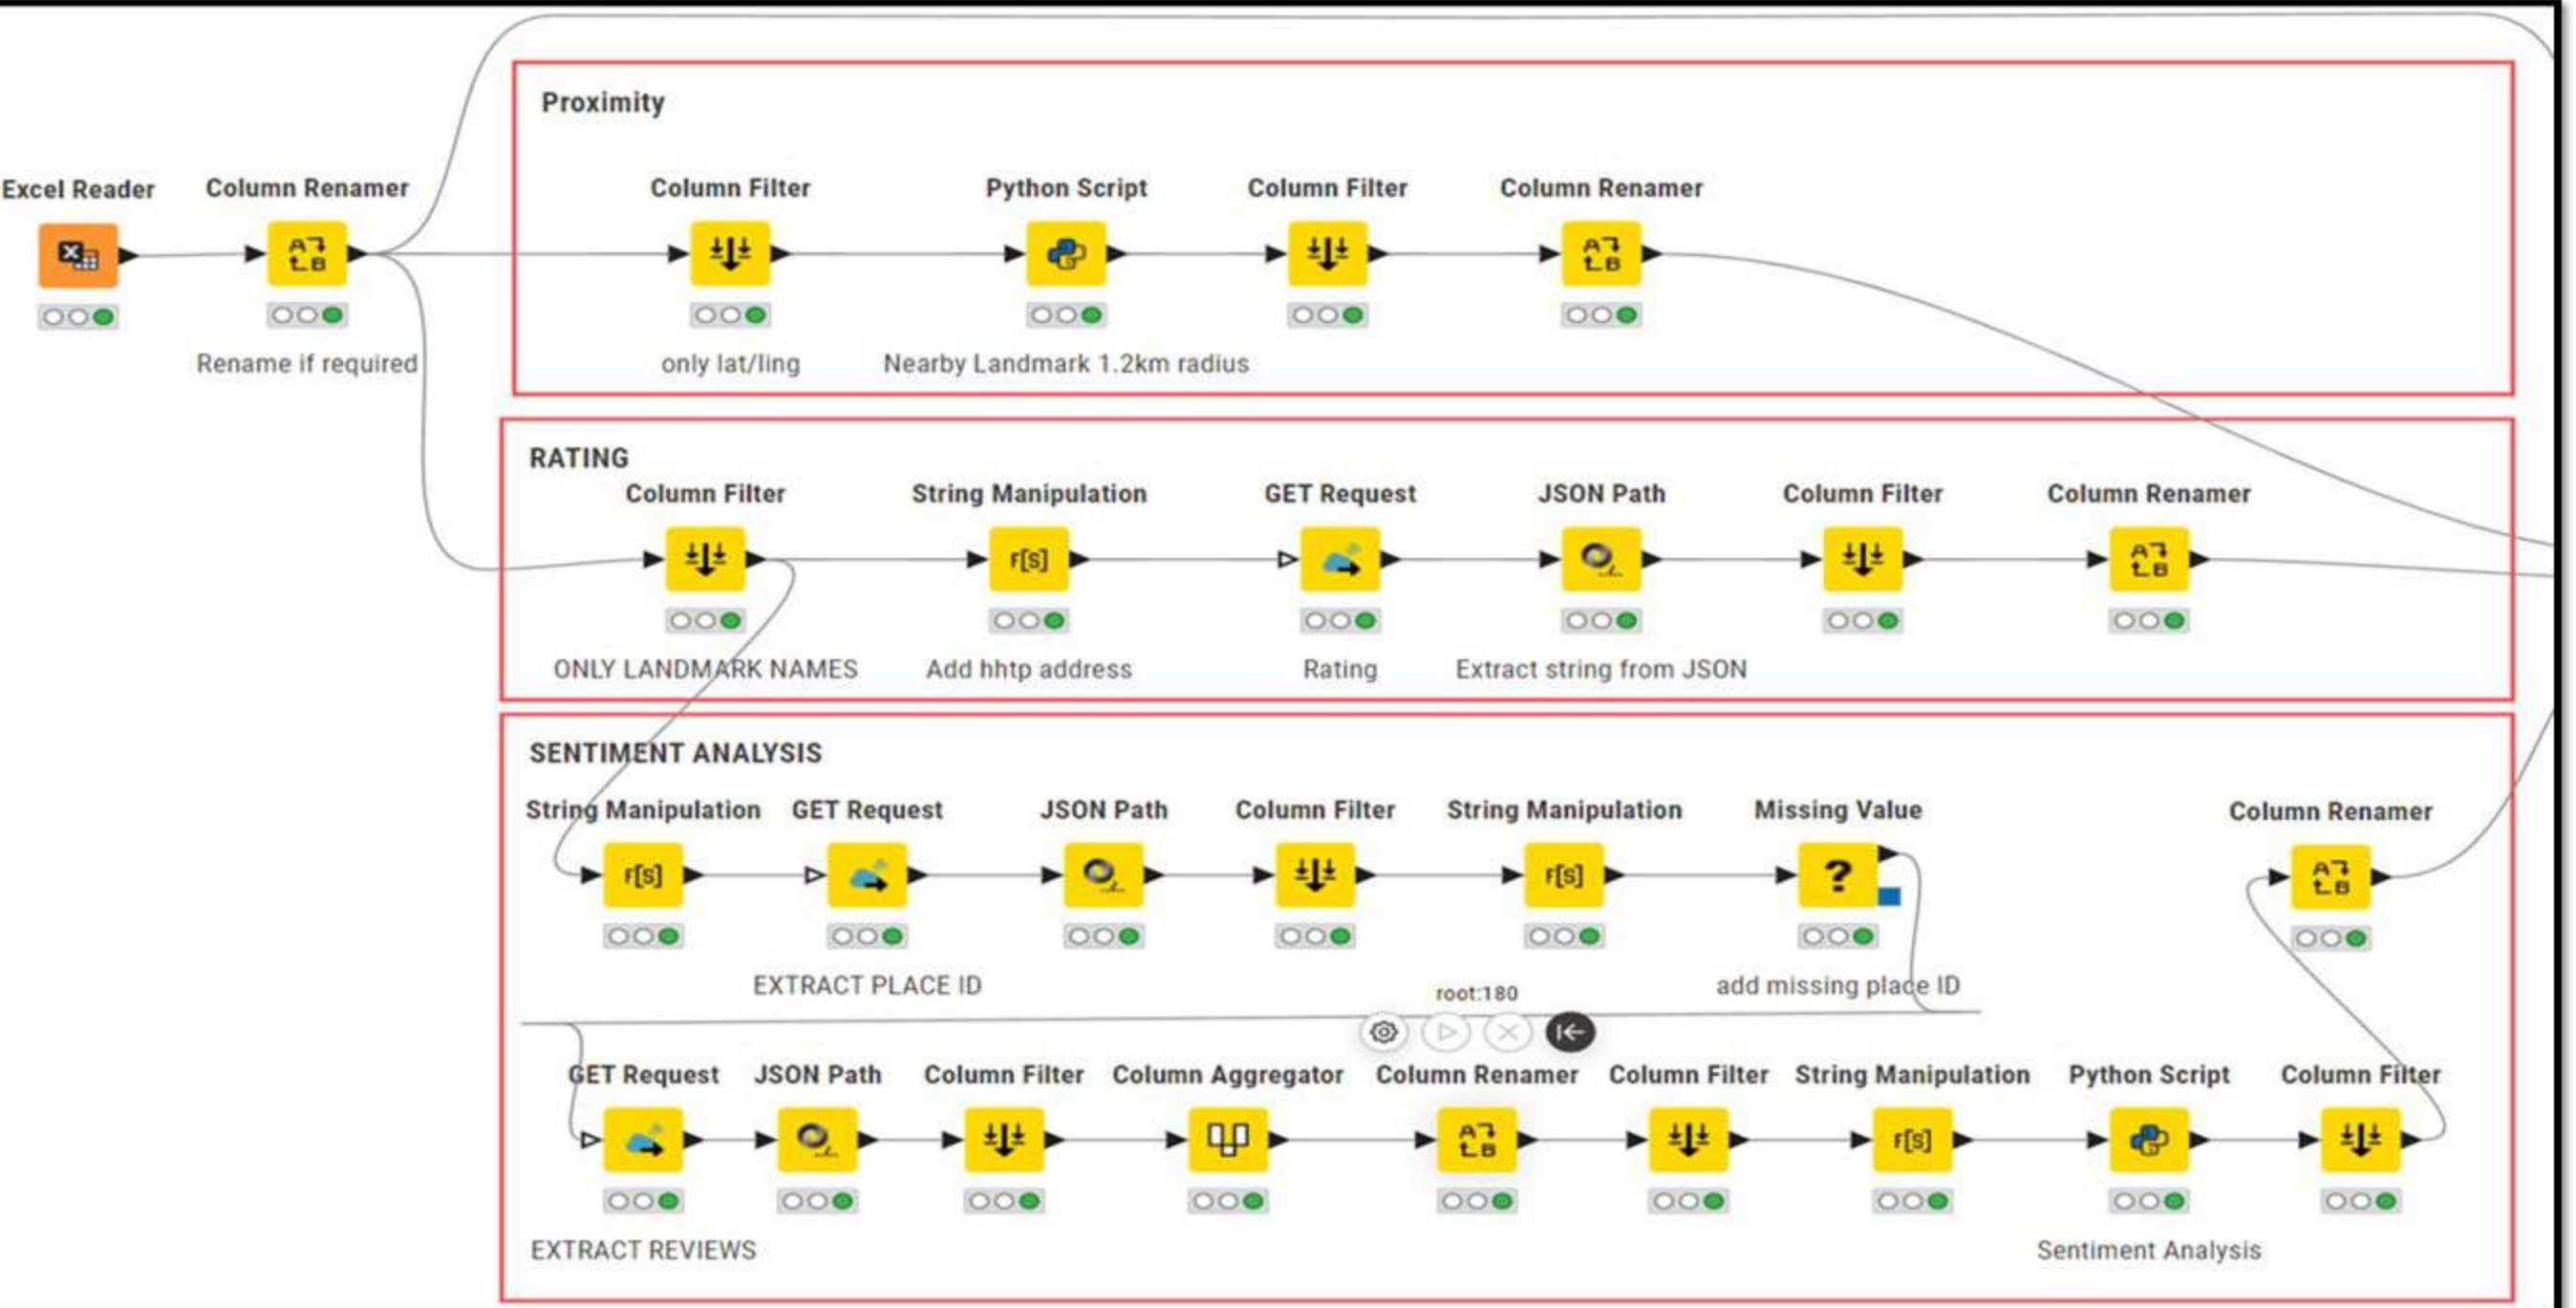 Proximity
Excel Reader
Column Renamer
Column Filter
Python Script
Column Filter
Column Renamer
Rename if required
only lat/ling
Nearby Landmark 1.2km radius
RATING
Column Filter
String Manipulation
GET Request
JSON Path
Column Filter
Column Renamer
F[S]
ONLY LANDMARK NAMES
Add hhtp address
Rating
Extract string from JSON
SENTIMENT ANALYSIS
String Manipulation
GET Request
JSON Path
Column Filter
String Manipulation
Missing Value
Column Renamer
F[S]
F[S]
?
EXTRACT PLACE ID
add missing place ID
root:180
GET Request
JSON Path
Column Filter
Column Aggregator
Column Renamer
Column Filter
String Manipulation
Python Script
Column Filter
F[S]
EXTRACT REVIEWS
Sentiment Analysis